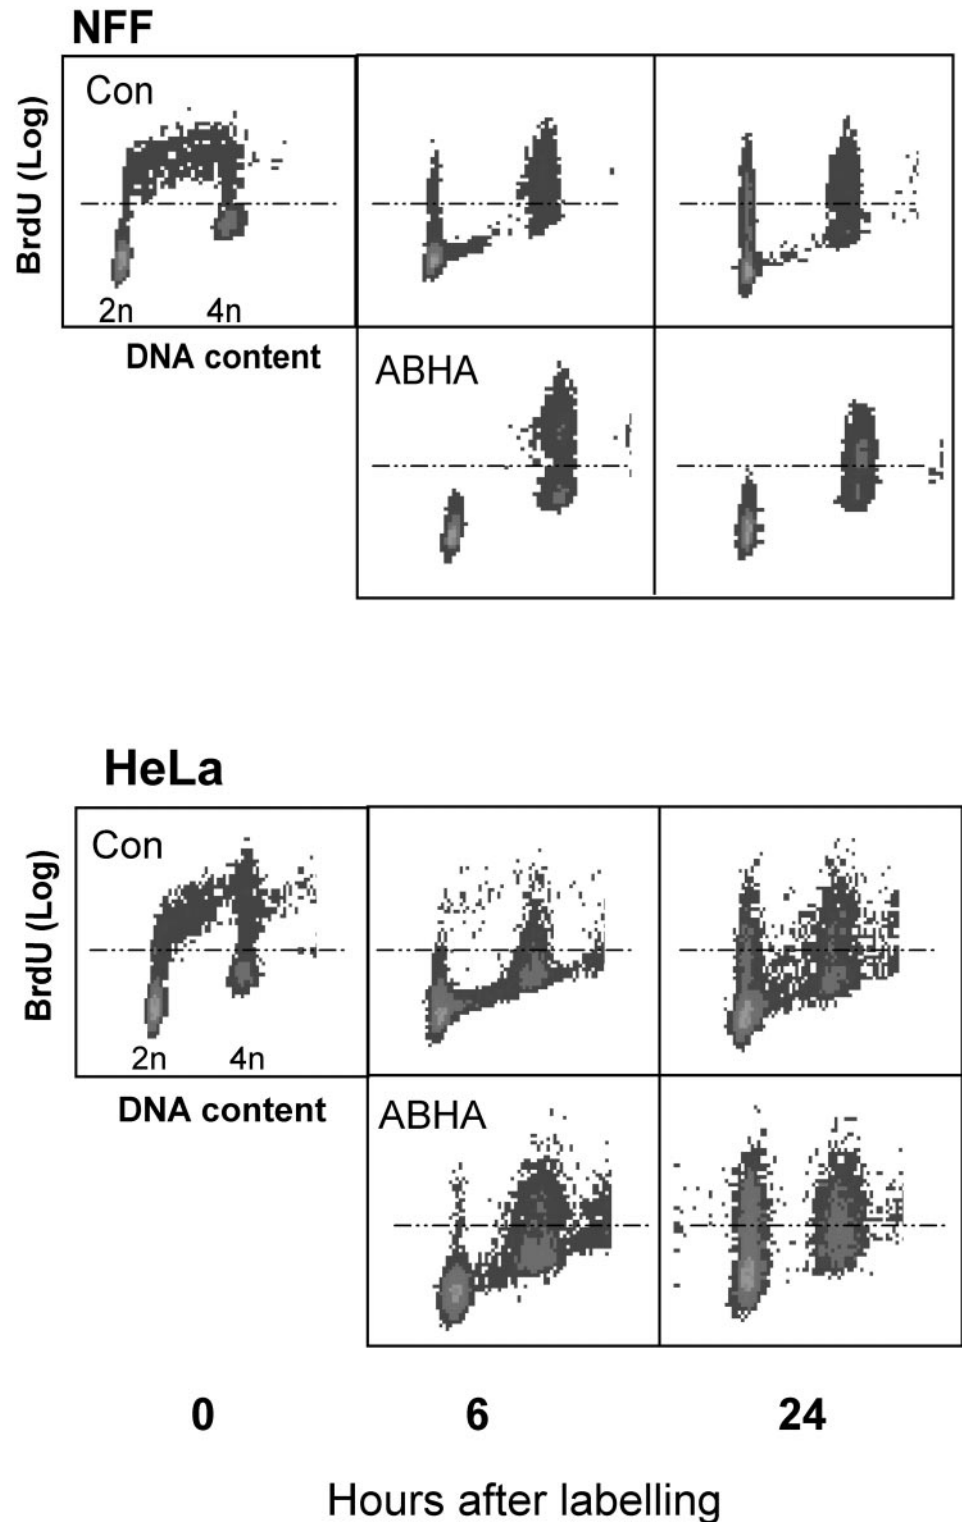 NFF
Con
BrdU (Log)
2n 4n
DNA content
ABHA
HeLa
Con
BrdU (Log)
2n 4n
DNA content
ABHA
0 6 24
Hours after labelling